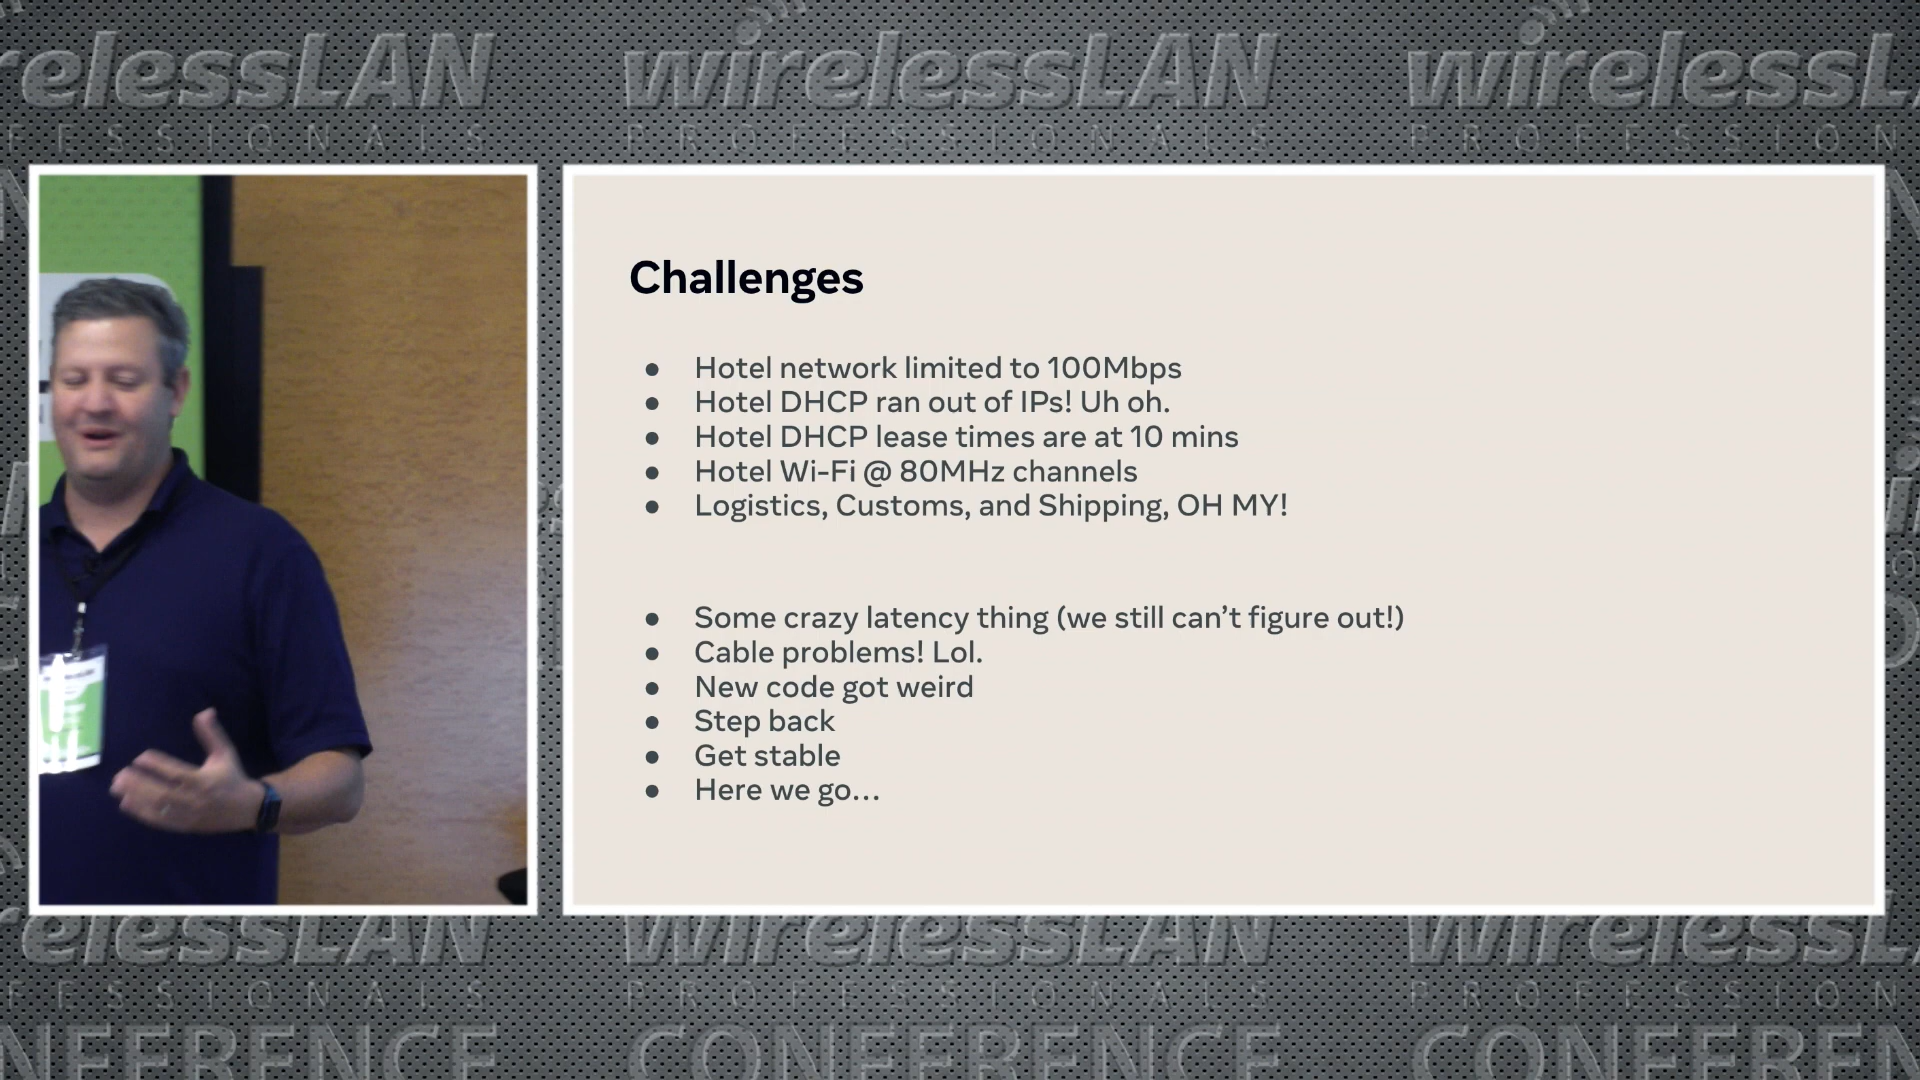 wirelessLAN
PROFESSIONALS
Challenges
● Hotel network limited to 100Mbps
● Hotel DHCP ran out of IPs! Uh oh.
● Hotel DHCP lease times are at 10 mins
● Hotel Wi-Fi @ 80MHz channels
● Logistics, Customs, and Shipping, OH MY!
● Some crazy latency thing (we still can’t figure out!)
● Cable problems! Lol.
● New code got weird
● Step back
● Get stable
● Here we go…
wirelessLAN
PROFESSIONALS
CONFERENCE